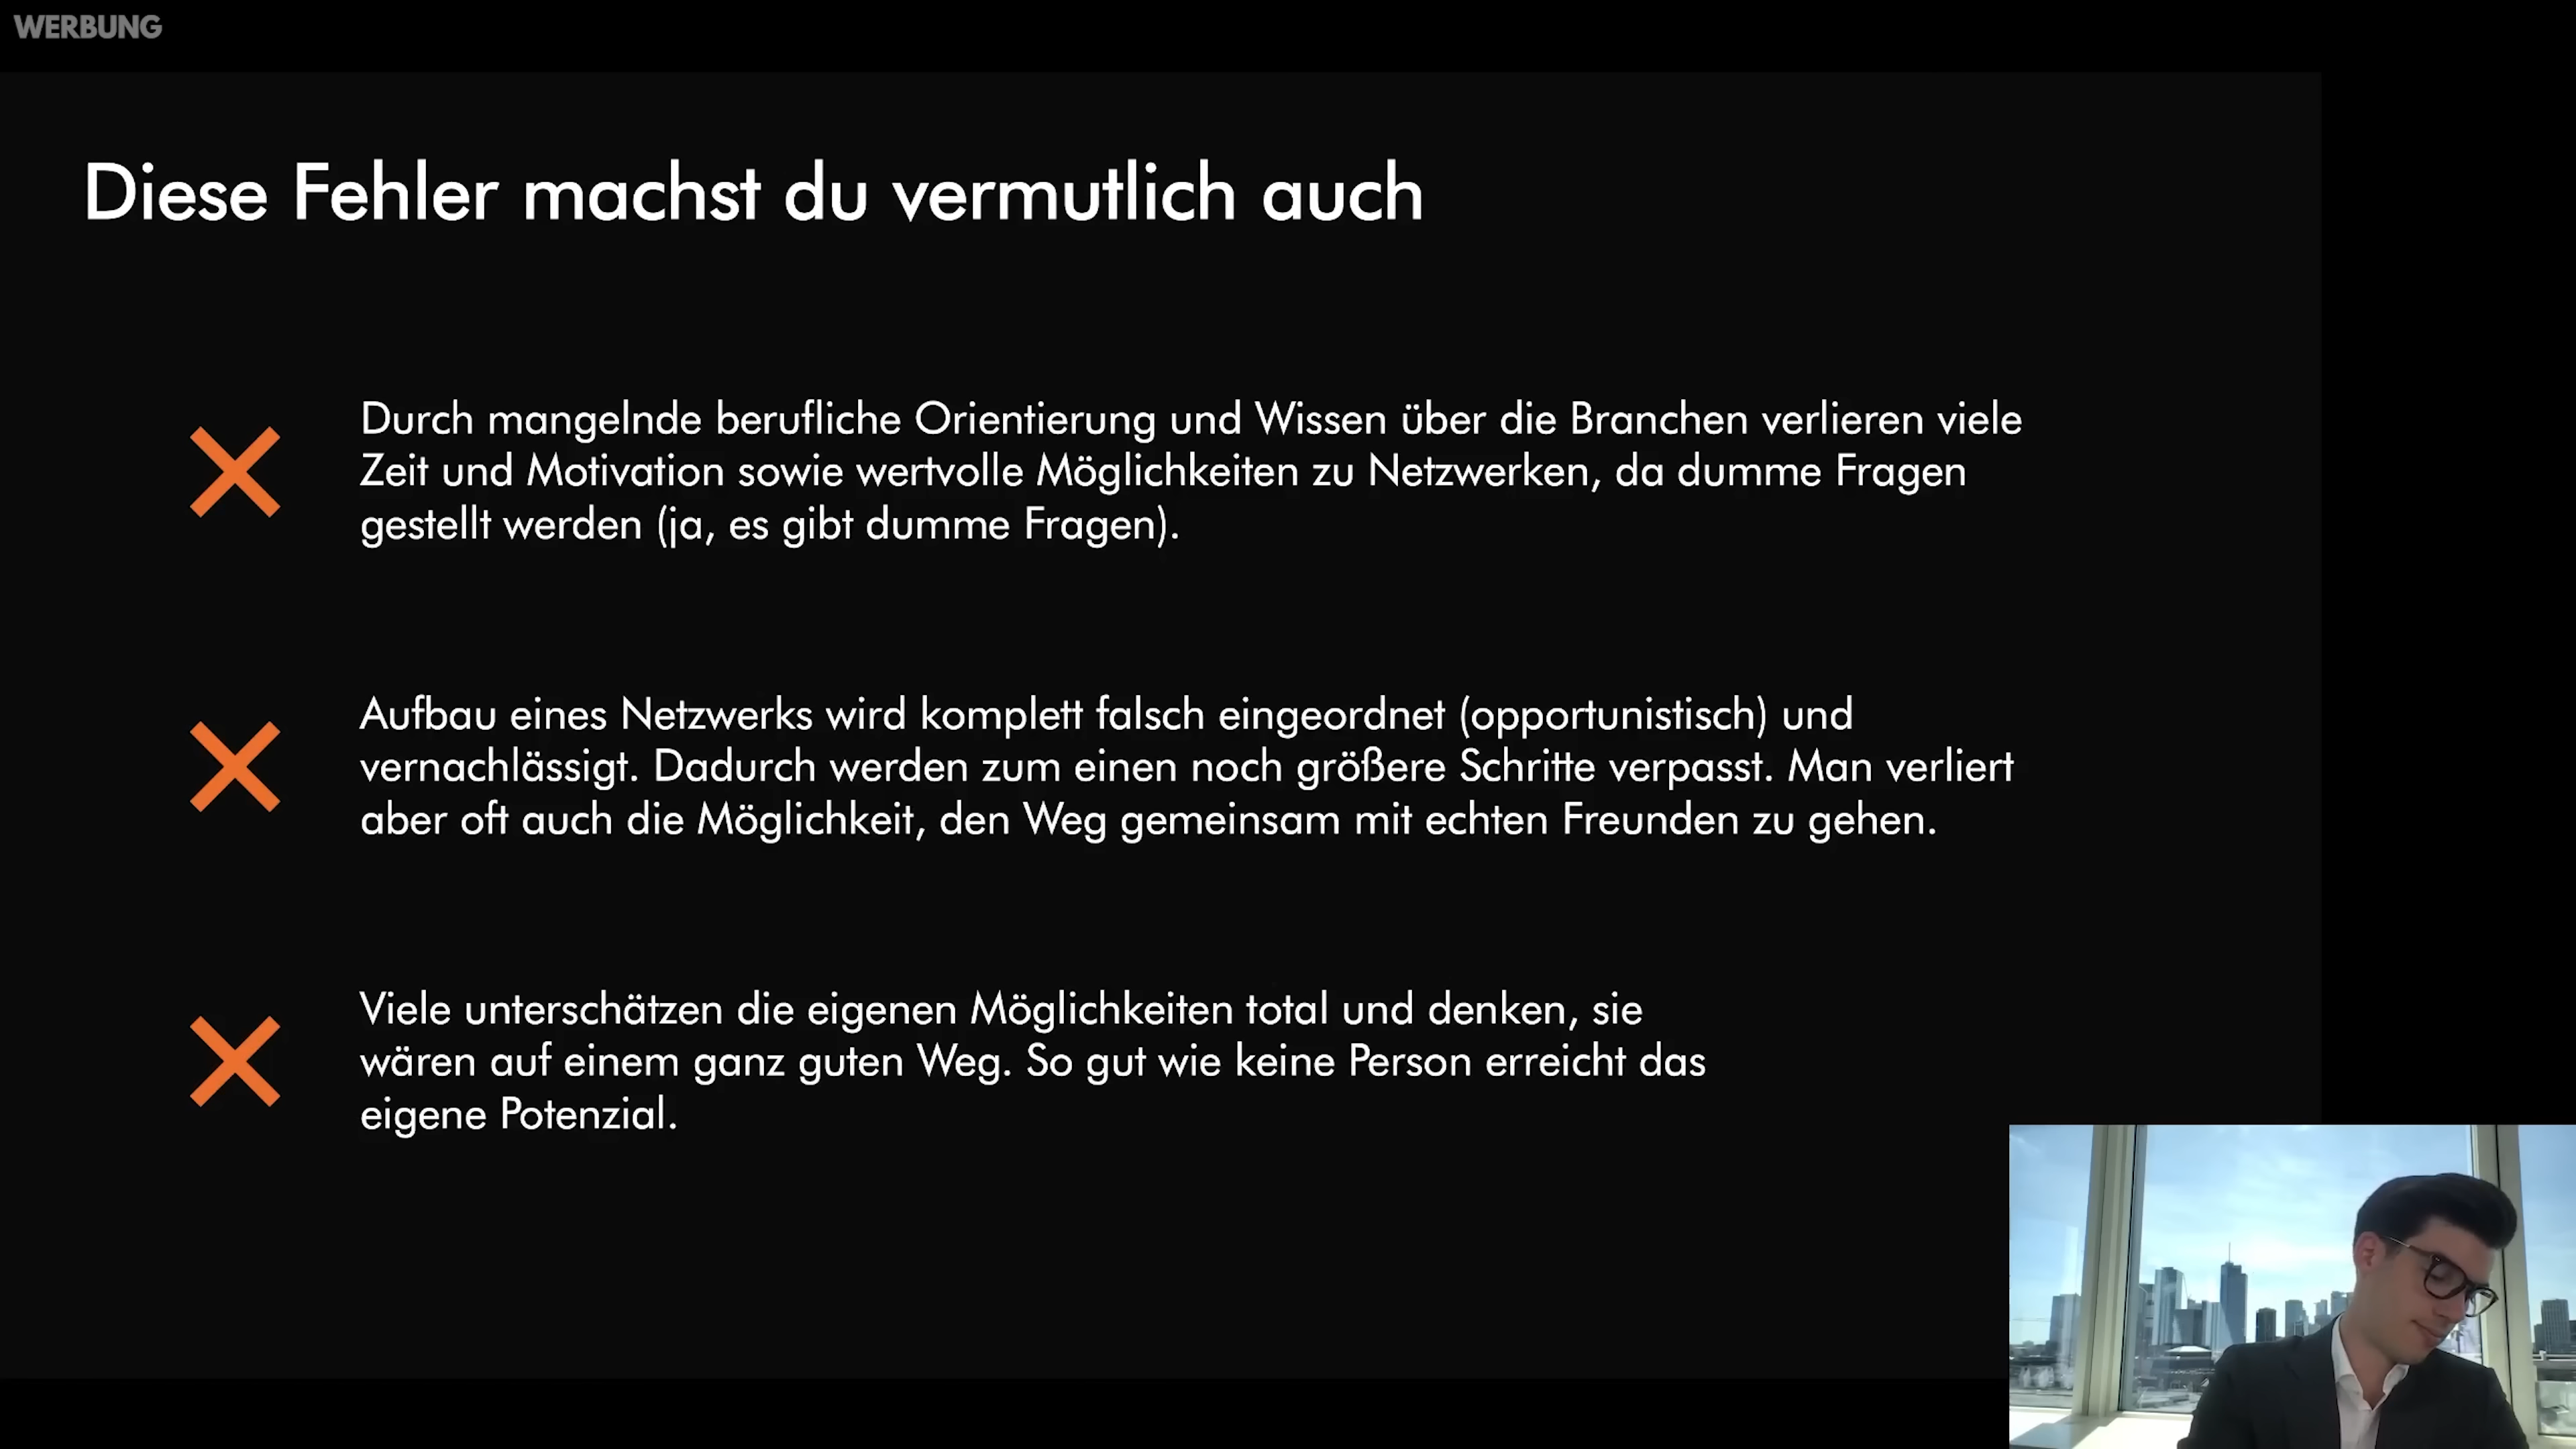 WERBUNG
Diese Fehler machst du vermutlich auch
Durch mangelnde berufliche Orientierung und Wissen über die Branchen verlieren viele
Zeit und Motivation sowie wertvolle Möglichkeiten zu Netzwerken, da dumme Fragen
gestellt werden (ja, es gibt dumme Fragen).
Aufbau eines Netzwerks wird komplett falsch eingeordnet (opportunistisch) und
vernachlässigt. Dadurch werden zum einen noch größere Schritte verpasst. Man verliert
aber oft auch die Möglichkeit, den Weg gemeinsam mit echten Freunden zu gehen.
Viele unterschätzen die eigenen Möglichkeiten total und denken, sie
wären auf einem ganz guten Weg. So gut wie keine Person erreicht das
eigene Potenzial.